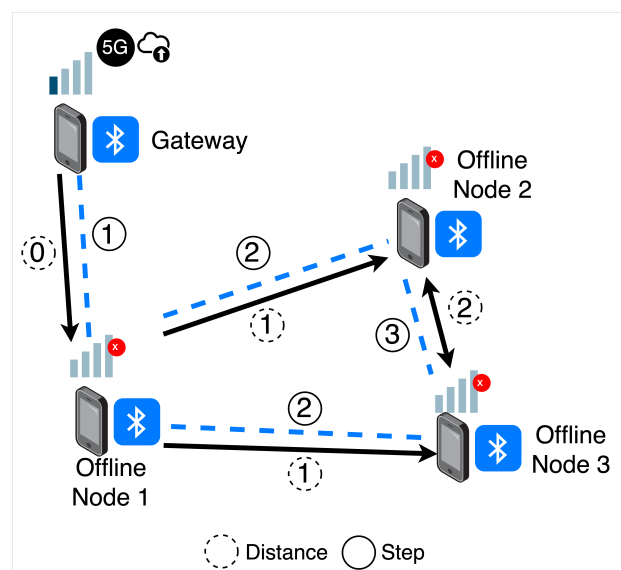 5G
Gateway
x
Offline
Node 2
0
1
2
1
2
3
x
x
2
1
Offline
Node 1
Offline
Node 3
Distance
Step